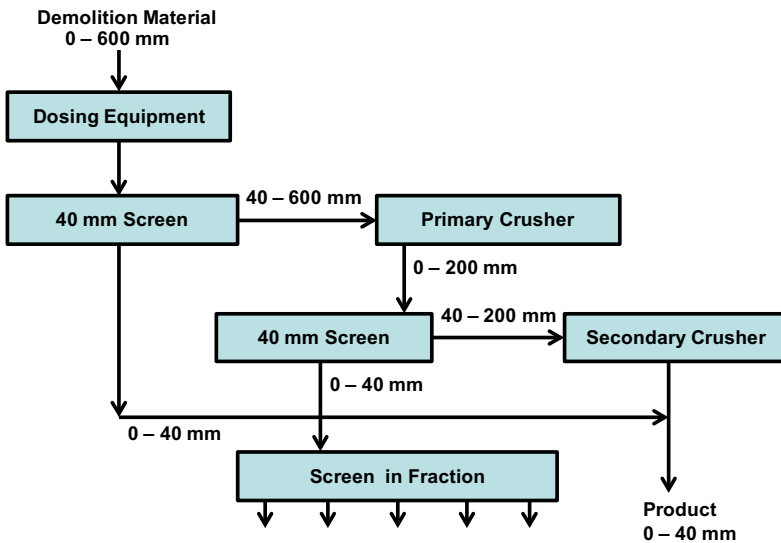 Demolition Material
0 – 600 mm
Dosing Equipment
40 mm Screen
40 – 600 mm
Primary Crusher
0 – 200 mm
40 mm Screen
40 – 200 mm
Secondary Crusher
0 – 40 mm
0 – 40 mm
Screen in Fraction
Product
0 – 40 mm